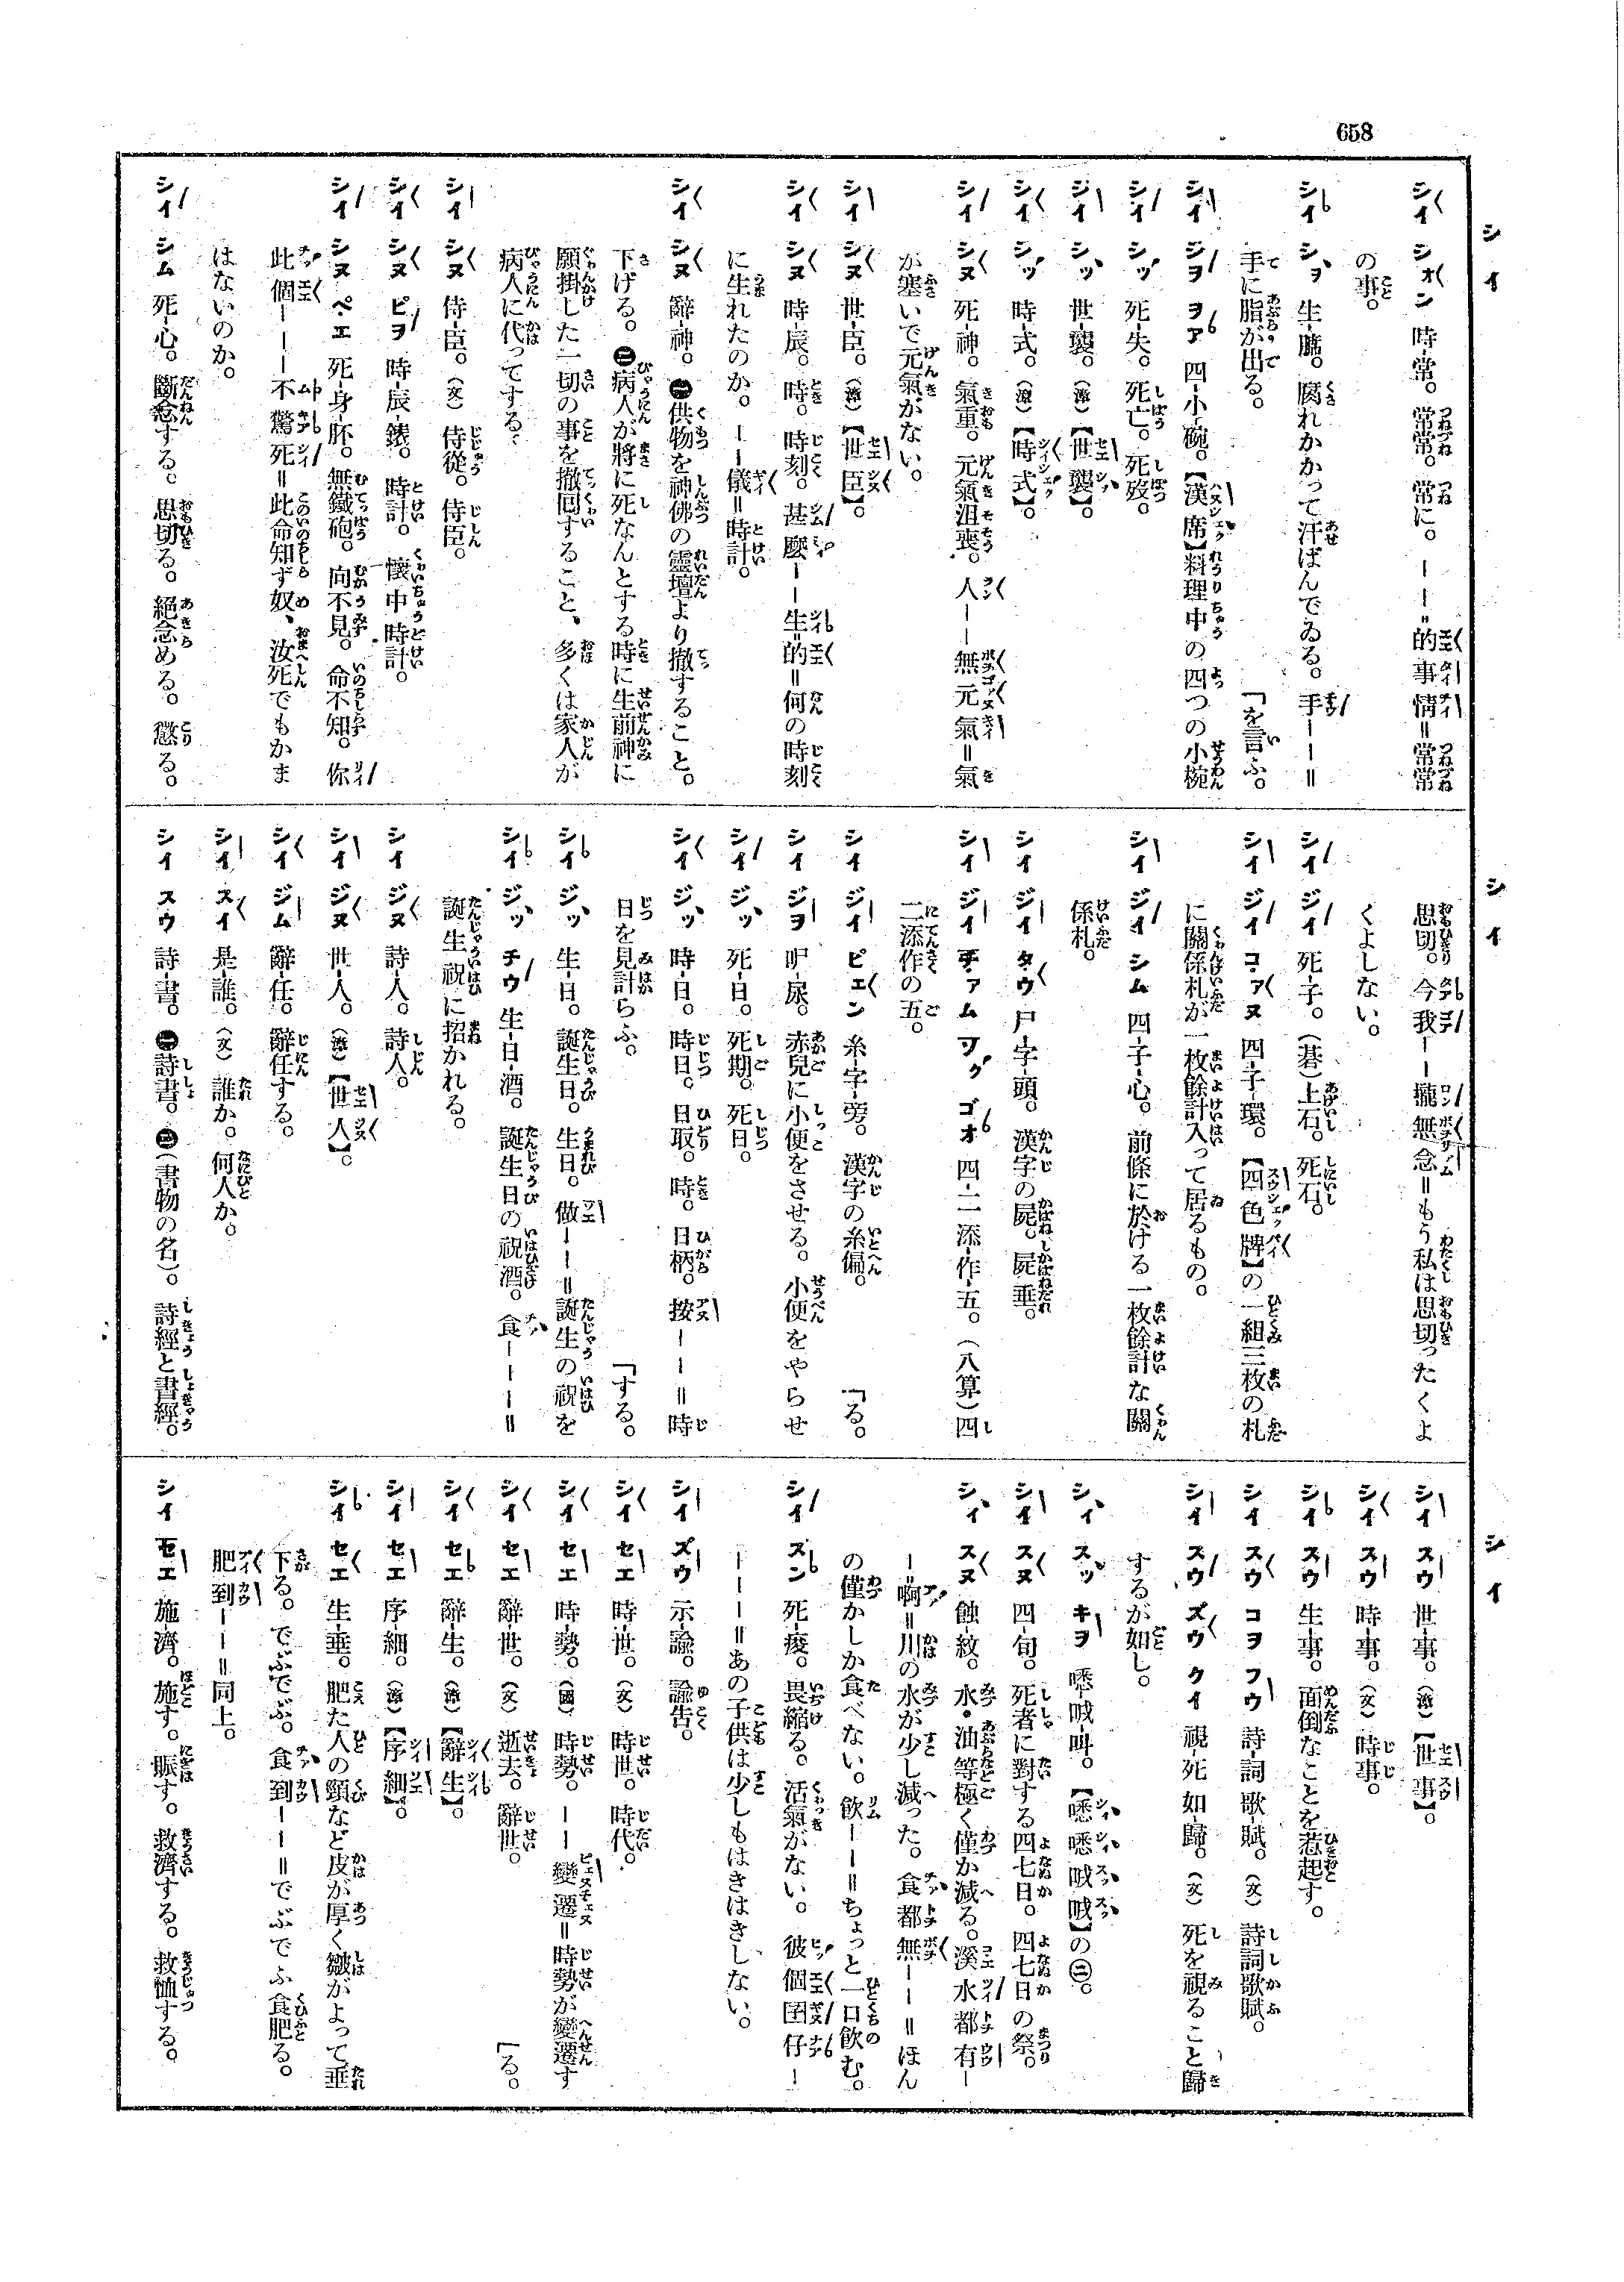 658
シイ
シイ シォン 時-常。常常。常に。−−−=的事情=常常
の事。
シイ シヲ 生-臊。腐れかかって汗ばんでゐる。手−−=
手に脂が出る。 「を言ふ。
シイ シヲ ヲァ 四-小-碗。【漢席】料理中の四つの小椀
シイ シッ 死-失。死亡。死歿。
シイ シッ 世-襲。(漳)【世襲】。
シイ シッ 時-式。(漳)【時式】。
シイ シヌ 死-神。氣重。元氣沮喪。人−−無元氣=氣
が塞いで元氣がない。
シイ シヌ 世-臣。(漳)【世臣】。
シイ シヌ 時-辰。時。時刻。甚麼−−生=的=何の時刻
に生れたのか。−−儀=時計。
シイ シヌ 辭-神。㊀供物を神佛の靈壇より撤すること。
下げる。㊁病人が將に死なんとする時に生前神に
願掛した一切の事を撤囘すること、多くは家人が
病人に代ってする。
シイ シヌ 侍-臣。(文)侍從。侍臣。
シイ シヌ ピヲ 時-辰-錶。時計。懷中時計。
シイ シヌ ペエ 死-身-胚。無鐵砲。向不見。命不知。你
此個−−−不驚死=此命知ず奴、汝死でもかま
はないのか。
シイ シム 死-心。斷念する。思切る。絕念める。懲る。
シイ
思切。今我−−攏無念=もう私は思切ったくよ
くよしない。
シイ ジイ 死-子。(碁)上石。死石。
シイ ジイ コァヌ 四-子-環。【四色牌】の一組三枚の札
に關係札が一枚餘計入って居るもの。
シイ ジイ シム 四-子-心。前條に於ける一枚餘計な關
係札。
シイ ジイ タウ 尸-字-頭。漢字の屍。屍垂。
シイ ジイ チァム ヲク ゴオ 四-二-添-作-五。(八算)四
二添作の五。
シイ ジイ ピェン 糸-字-旁。漢字の糸偏。 「る。
シイ ジヲ 𡰪-尿。赤兒に小便をさせる。小便をやらせ
シイ ジッ 死-日。死期。死日。
シイ ジッ 時-日。時日。日取。時。日柄。按−−=時
日を見計らふ。 「する。
シイ ジッ 生-日。誕生日。生日。做−−=誕生の祝を
シイ ジッ チウ 生-日-酒。誕生日の祝酒。食−−−=
誕生祝に招かれる。
シイ ジヌ 詩-人。詩人。
シイ ジヌ 世-人。(漳)【世人】。
シイ ジム 辭-任。辭任する。
シイ スイ 是-誰。(文)誰か。何人か。
シイ スウ 詩-書。㊀詩書。㊁(書物の名)。詩經と書經。
シイ
シイ スウ 世-事。(漳)【世事】。
シイ スウ 時-事。(文)時事。
シイ スウ 生-事。面倒なことを惹起す。
シイ スウ コヲ フウ 詩-詞 歌-賦。(文)詩詞歌賦。
シイ スウ ズウ クイ 視-死 如-歸。(文)死を視ること歸
するが如し。
シィ スッ キヲ 嘁-叫。の㊁。
シイ スヌ 四-旬。死者に對する四七日。四七日の祭。
シィ スヌ 蝕-紋。水・油等極く僅か減る。溪水都有−
−啊=川の水が少し減った。食都無−−=ほん
の僅かしか食べない。飮−−=ちょっと一口飮む。
シイ スン 死-痠。畏縮る。活氣がない。彼個囝仔−
−−−=あの子供は少しもはきはきしない。
シイ ズウ 示-諭。諭告。
シイ セエ 時-世。(文)時世。時代。
シイ セエ 時-勢。(國)時勢。−−變遷=時勢が變遷す
シイ セエ 辭-世。(文)逝去。辭世。 「る。
シイ セエ 辭-生。(漳)【辭生】。
シイ セエ 序-細。(漳)【序細】。
シイ セエ 生-垂。肥た人の頸など皮が厚く皺がよって垂
下る。でぶでぶ。食到−−=でぶでふ食肥る。
肥到−−=同上。
シイ セエ 施-濟。施す。賑す。救濟する。救恤する。